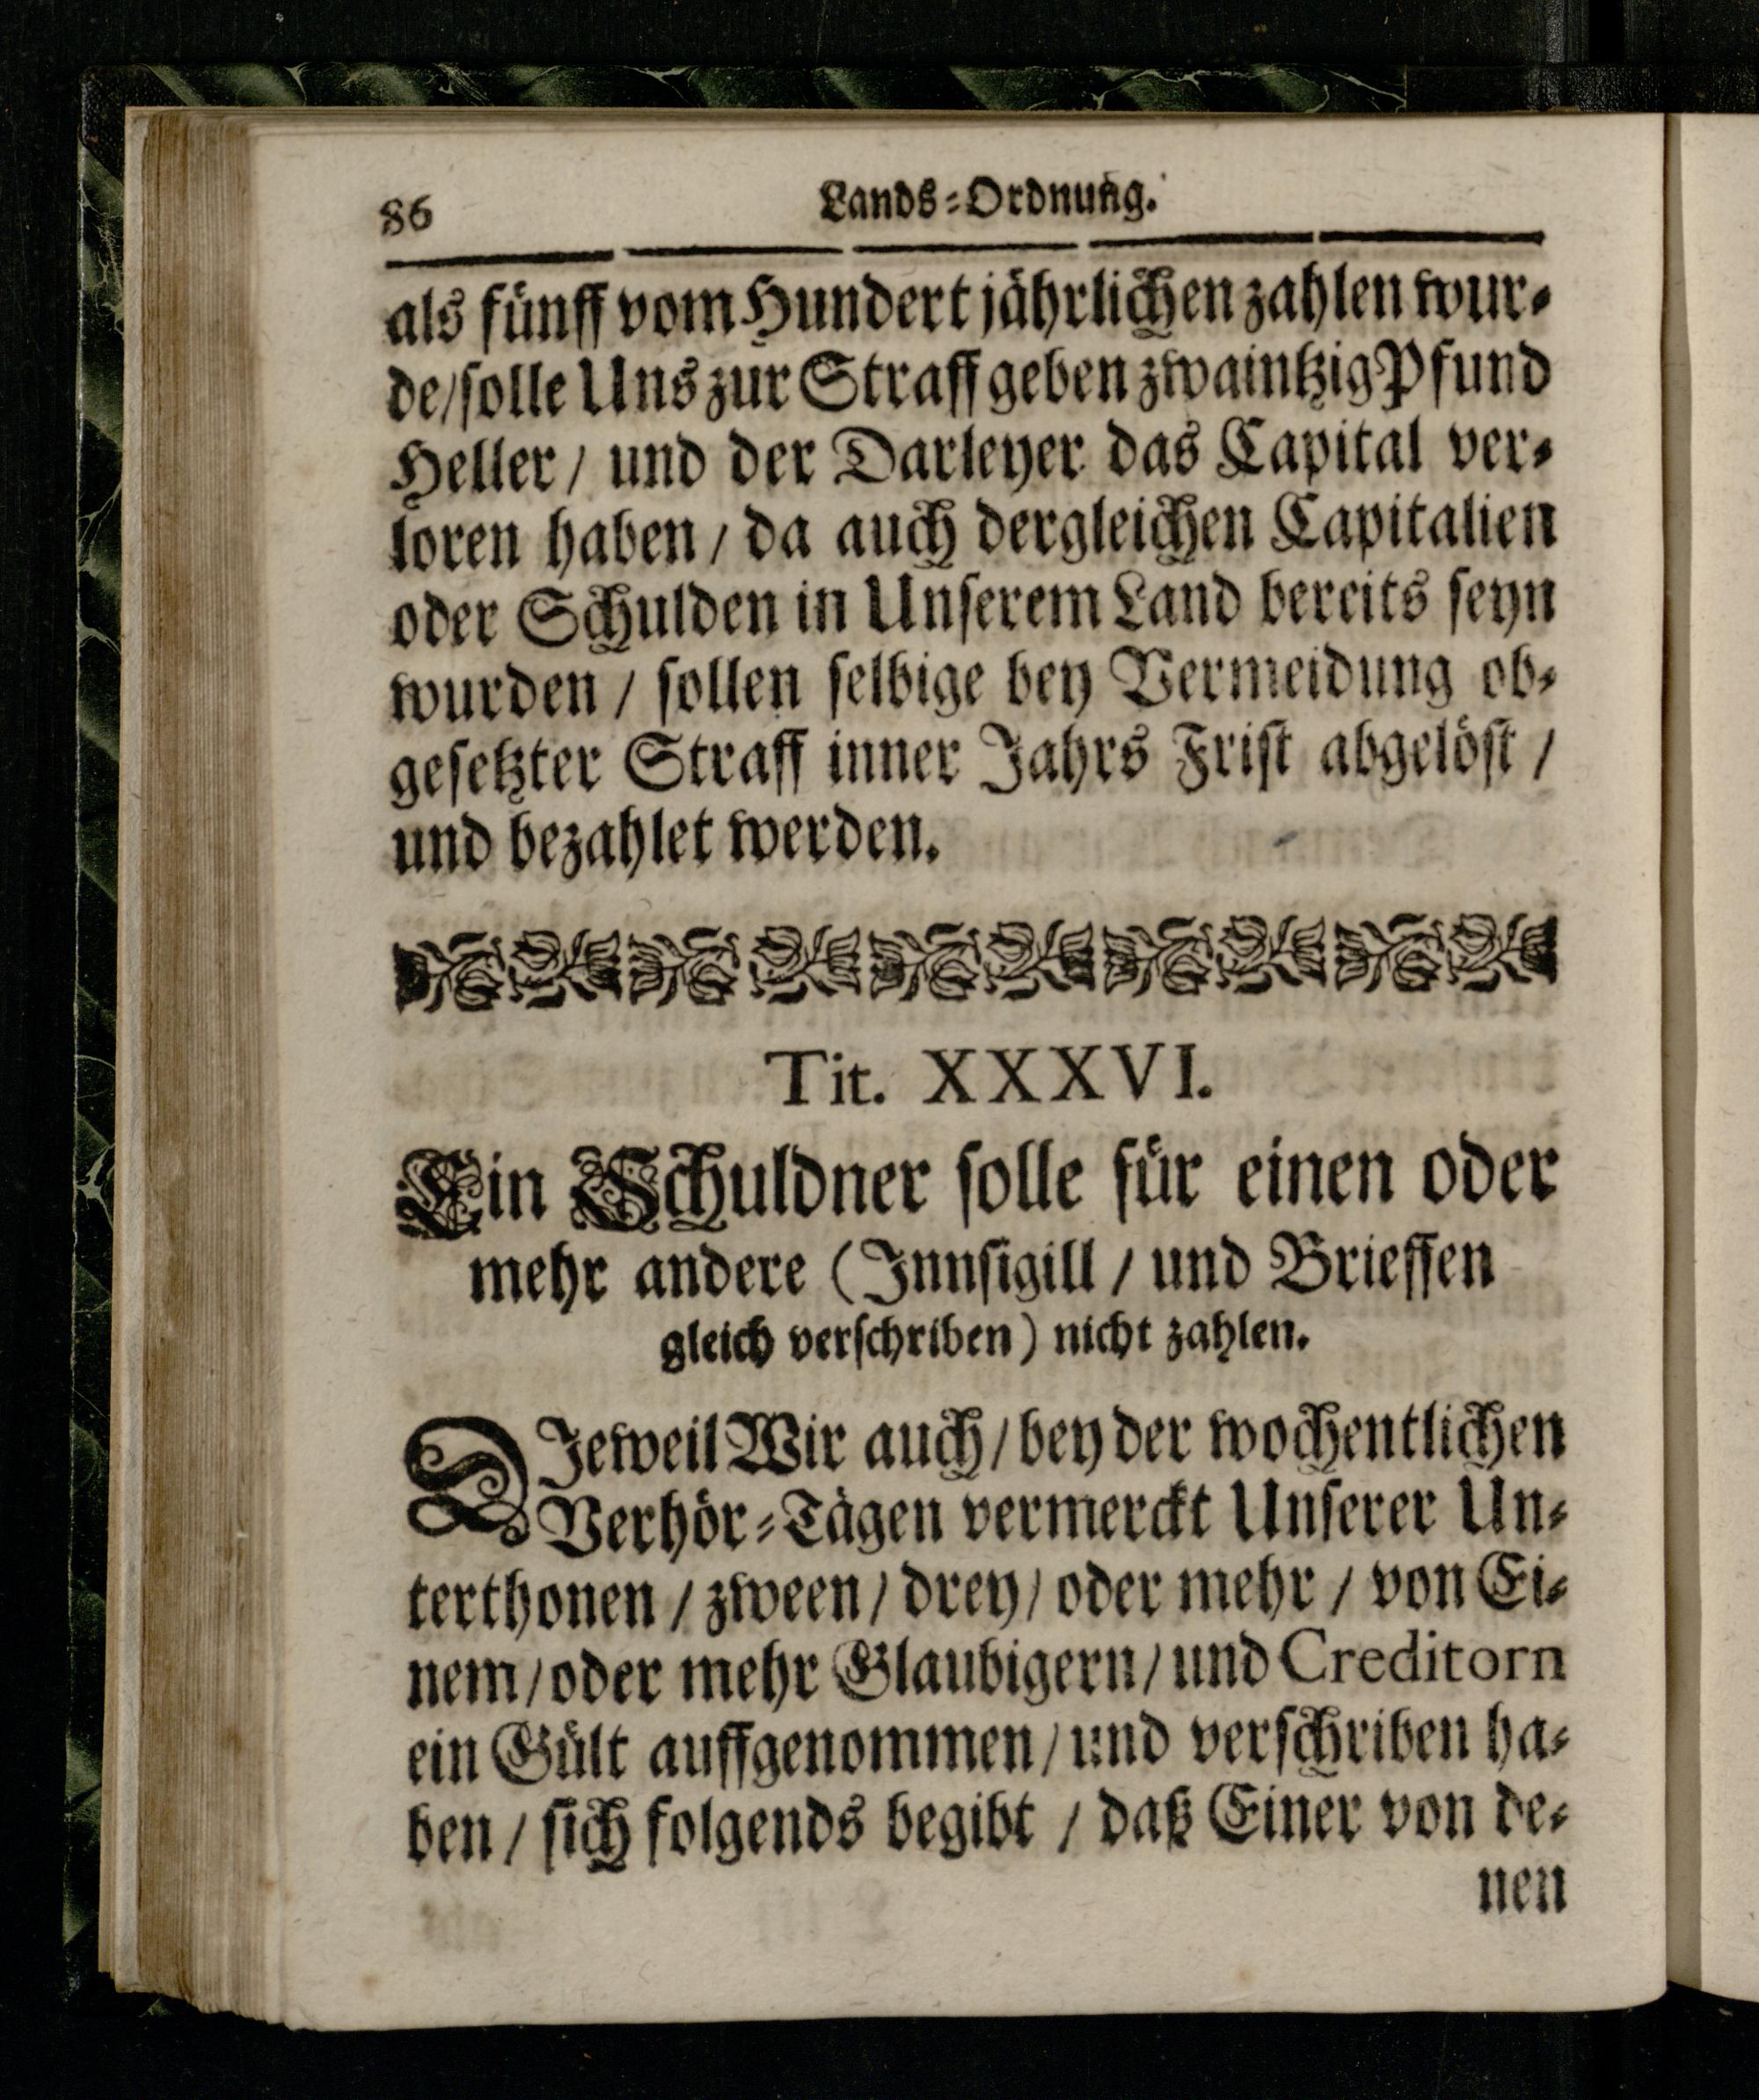 86 Lands-Ordnung.
als fünff vom Hundert jährlichen zahlen wur-
de/solle Uns zur Straff geben zwaintzig Pfund
Heller / und der Darleyer das Capital ver-
loren haben / da auch dergleichen Capitalien
oder Schulden in Unserem Land bereits seyn
wurden / sollen selbige bey Vermeidung ob-
gesetzter Straff inner Jahrs Frist abgelöst /
und bezahlet werden.
Tit. XXXVI.
Ein Schuldner solle für einen oder
mehr andere (Innsigill / und Brieffen
gleich verschriben) nicht zahlen.
DIeweil Wir auch / bey der wochentlichen
Verhör-Tägen vermerckt Unserer Un-
terthonen / zween / drey / oder mehr / von Ei-
nem / oder mehr Glaubigern / und Creditorn
ein Gült auffgenommen / und verschriben ha-
ben / sich folgends begibt / daß Einer von de-
nen